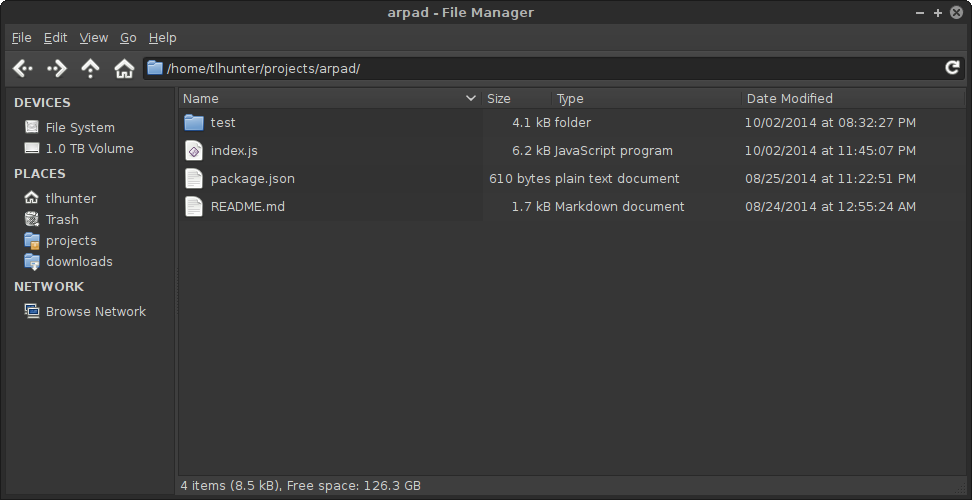 arpad - File Manager
File Edit View Go Help
/home/tlhunter/projects/arpad/
DEVICES
File System
1.0 TB Volume
PLACES
tlhunter
Trash
projects
downloads
NETWORK
Browse Network
Name Size Type Date Modified
test 4.1 kB folder 10/02/2014 at 08:32:27 PM
index.js 6.2 kB JavaScript program 10/02/2014 at 11:45:07 PM
package.json 610 bytes plain text document 08/25/2014 at 11:22:51 PM
README.md 1.7 kB Markdown document 08/24/2014 at 12:55:24 AM
4 items (8.5 kB), Free space: 126.3 GB